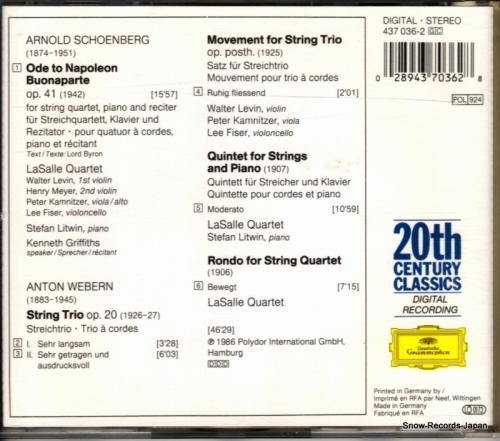 ARNOLD SCHOENBERG
(1874-1951)
1 Ode to Napoleon
Buonaparte
op. 41 (1942) [15'57]
for string quartet, piano and reciter
für Streichquartett, Klavier und
Rezitator · pour quatuor à cordes,
piano et récitant
Text / Texte: Lord Byron
LaSalle Quartet
Walter Levin, 1st violin
Henry Meyer, 2nd violin
Peter Kamnitzer, viola / alto
Lee Fiser, violoncello
Stefan Litwin, piano
Kenneth Griffiths
speaker / Sprecher / récitant
ANTON WEBERN
(1883-1945)
String Trio op. 20 (1926-27)
Streichtrio · Trio à cordes
2 I. Sehr langsam [3'28]
3 II. Sehr getragen und [6'03]
ausdrucksvoll
Movement for String Trio
op. posth. (1925)
Satz für Streichtrio
Mouvement pour trio à cordes
4 Ruhig fliessend [2'01]
Walter Levin, violin
Peter Kamnitzer, viola
Lee Fiser, violoncello
Quintet for Strings
and Piano (1907)
Quintett für Streicher und Klavier
Quintette pour cordes et piano
5 Moderato [10'59]
LaSalle Quartet
Stefan Litwin, piano
Rondo for String Quartet
(1906)
6 Bewegt [7'15]
LaSalle Quartet
[46'29]
Ⓟ 1986 Polydor International GmbH,
Hamburg
DDD
DIGITAL · STEREO
437 036-2 GH
0 28943 70362 8
POL 924
20th
CENTURY
CLASSICS
DIGITAL
RECORDING
Deutsche
Grammophon
Printed in Germany by /
Imprimé en RFA par Neef, Wittingen
Made in Germany
Fabriqué en RFA
Snow-Records-Japan.